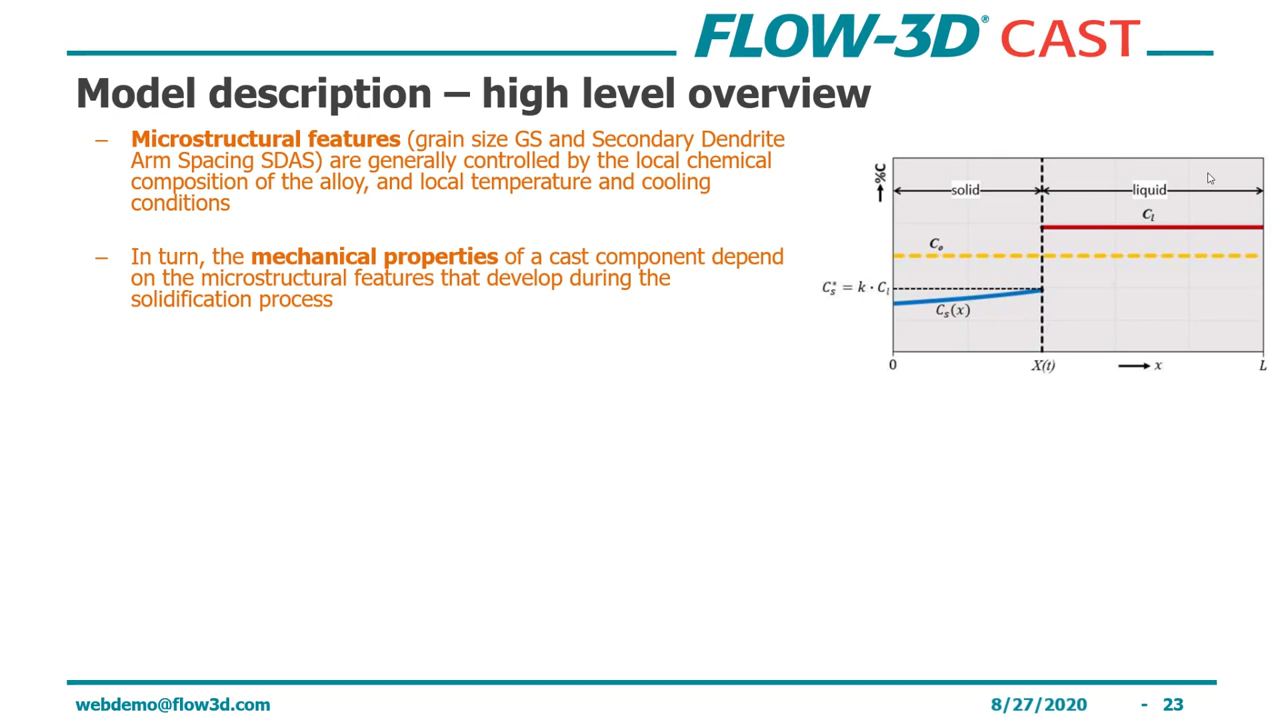 FLOW-3D® CAST
Model description – high level overview
– Microstructural features (grain size GS and Secondary Dendrite
Arm Spacing SDAS) are generally controlled by the local chemical
composition of the alloy, and local temperature and cooling
conditions
– In turn, the mechanical properties of a cast component depend
on the microstructural features that develop during the
solidification process
%C
solid
liquid
Cₗ
Cₒ
Cₛ* = k · Cₗ
Cₛ(x)
0
X(t)
x
L
webdemo@flow3d.com
8/27/2020
- 23